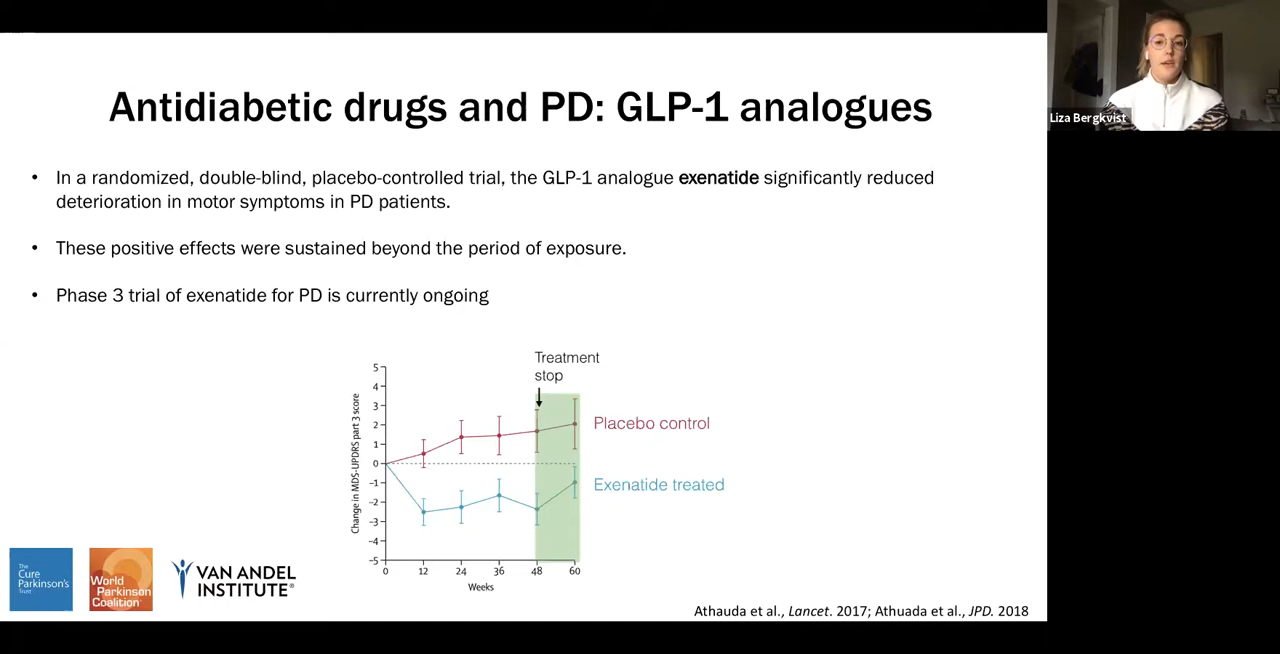 Antidiabetic drugs and PD: GLP-1 analogues
Liza Bergkvist
• In a randomized, double-blind, placebo-controlled trial, the GLP-1 analogue exenatide significantly reduced
deterioration in motor symptoms in PD patients.
• These positive effects were sustained beyond the period of exposure.
• Phase 3 trial of exenatide for PD is currently ongoing
Treatment
stop
Change in MDS-UPDRS part 3 score
5
4
3
2
1
0
−1
−2
−3
−4
−5
Placebo control
Exenatide treated
0 12 24 36 48 60
Weeks
The
Cure
Parkinson's
Trust
World
Parkinson
Coalition
VAN ANDEL
INSTITUTE®
Athauda et al., Lancet. 2017; Athuada et al., JPD. 2018